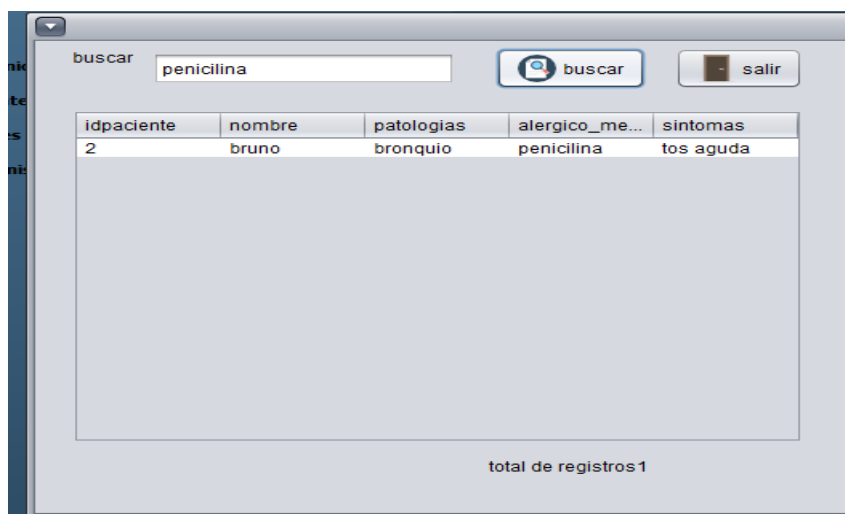 buscar penicilina buscar salir
idpaciente nombre patologias alergico_me... sintomas
2 bruno bronquio penicilina tos aguda
total de registros1